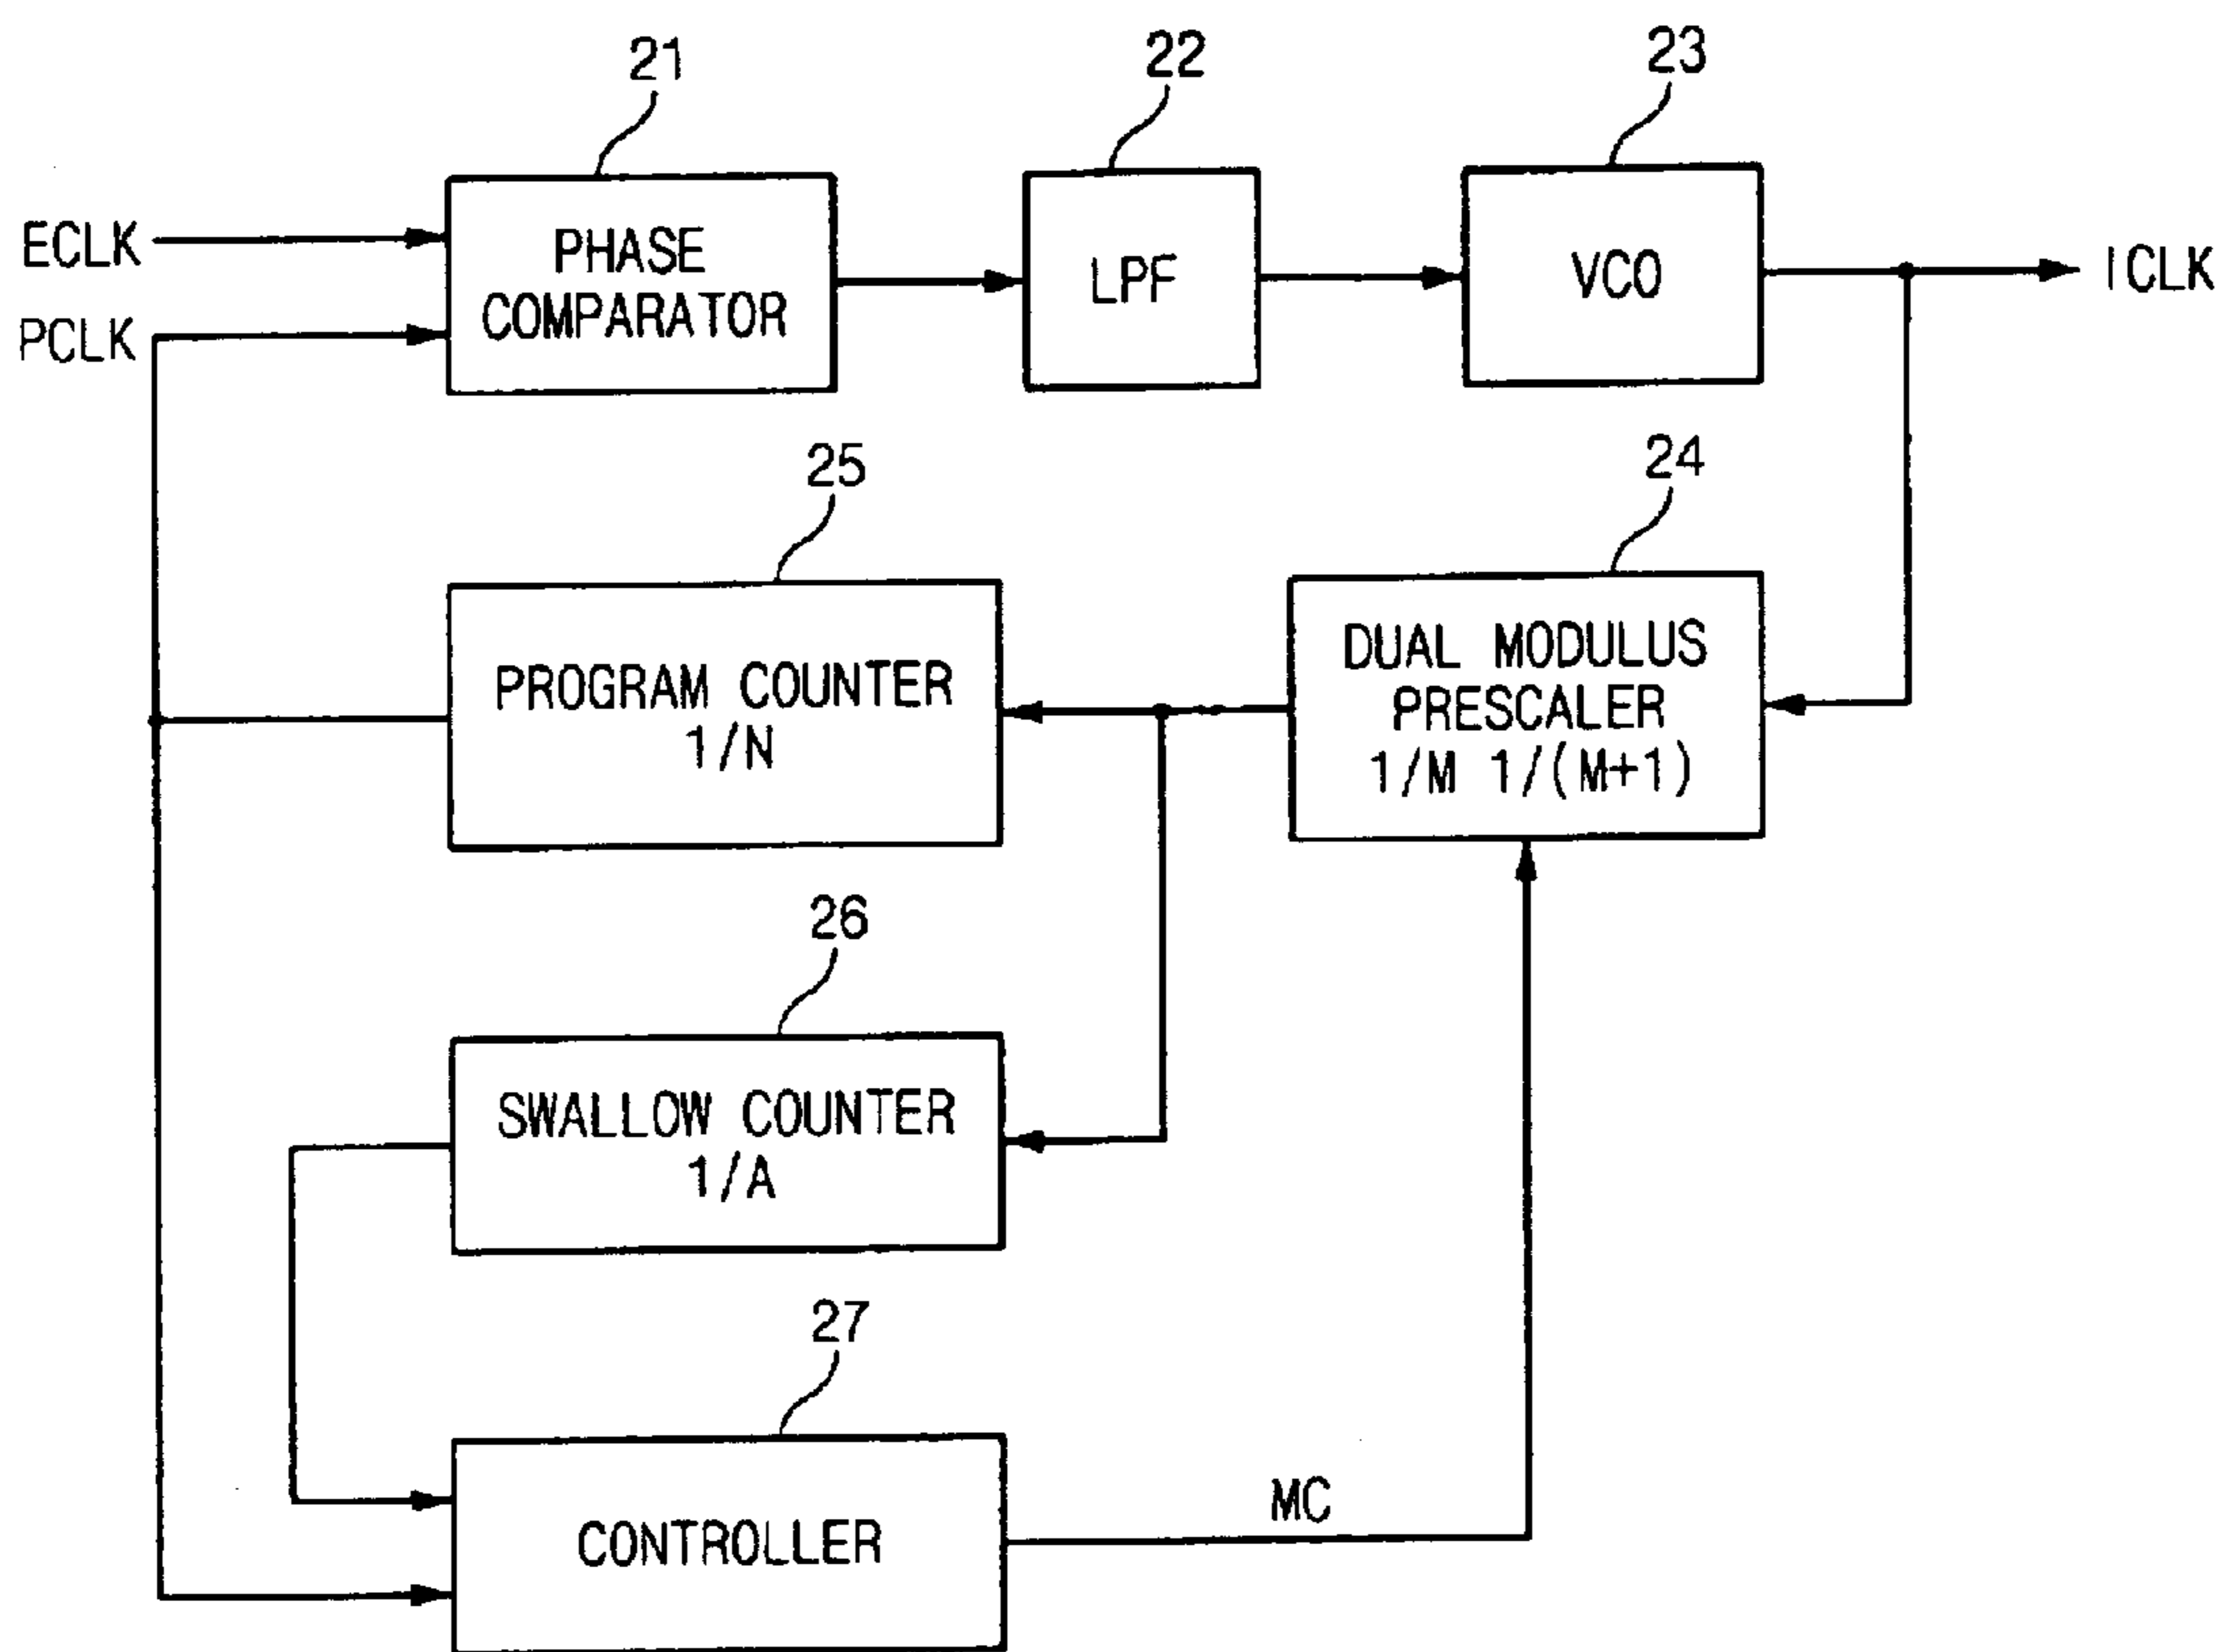 21
22
23
ECLK
PHASE
COMPARATOR
LPF
VCO
ICLK
PCLK
25
24
PROGRAM COUNTER
1/N
DUAL MODULUS
PRESCALER
1/M 1/(M+1)
26
SWALLOW COUNTER
1/A
27
MC
CONTROLLER